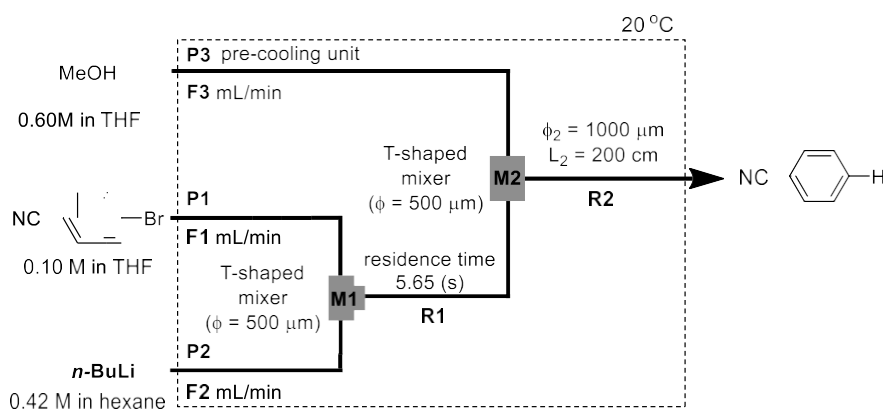 20 °C
P3 pre-cooling unit
MeOH
F3 mL/min
0.60M in THF
ϕ2 = 1000 μm
L2 = 200 cm
T-shaped
mixer
(ϕ = 500 μm)
M2
NC
H
R2
P1
NC
Br
F1 mL/min
0.10 M in THF
residence time
5.65 (s)
T-shaped
mixer
(ϕ = 500 μm)
M1
R1
P2
n-BuLi
F2 mL/min
0.42 M in hexane